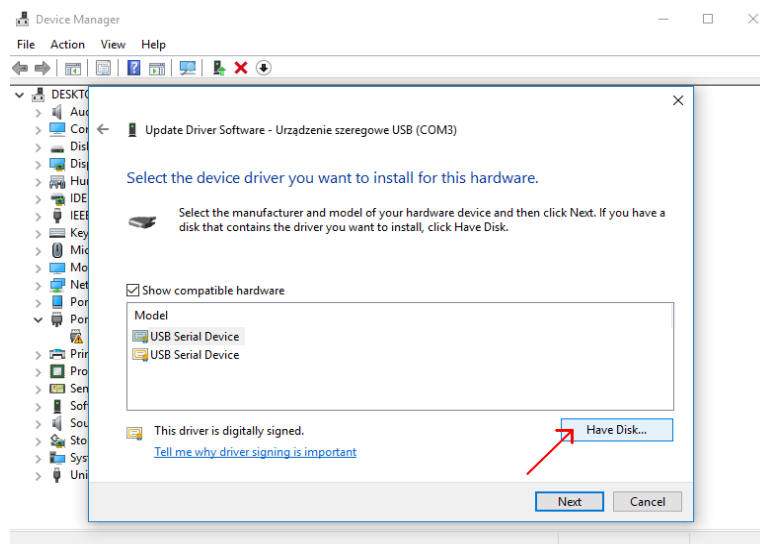 Device Manager
File Action View Help
DESKTO
Aud
Cor
Disl
Disp
Hur
IDE
IEEE
Key
Mic
Mo
Net
Por
Por
Prin
Pro
Sen
Sof
Sou
Sto
Sys
Uni
Update Driver Software - Urządzenie szeregowe USB (COM3)
Select the device driver you want to install for this hardware.
Select the manufacturer and model of your hardware device and then click Next. If you have a
disk that contains the driver you want to install, click Have Disk.
Show compatible hardware
Model
USB Serial Device
USB Serial Device
This driver is digitally signed.
Have Disk...
Tell me why driver signing is important
Next Cancel